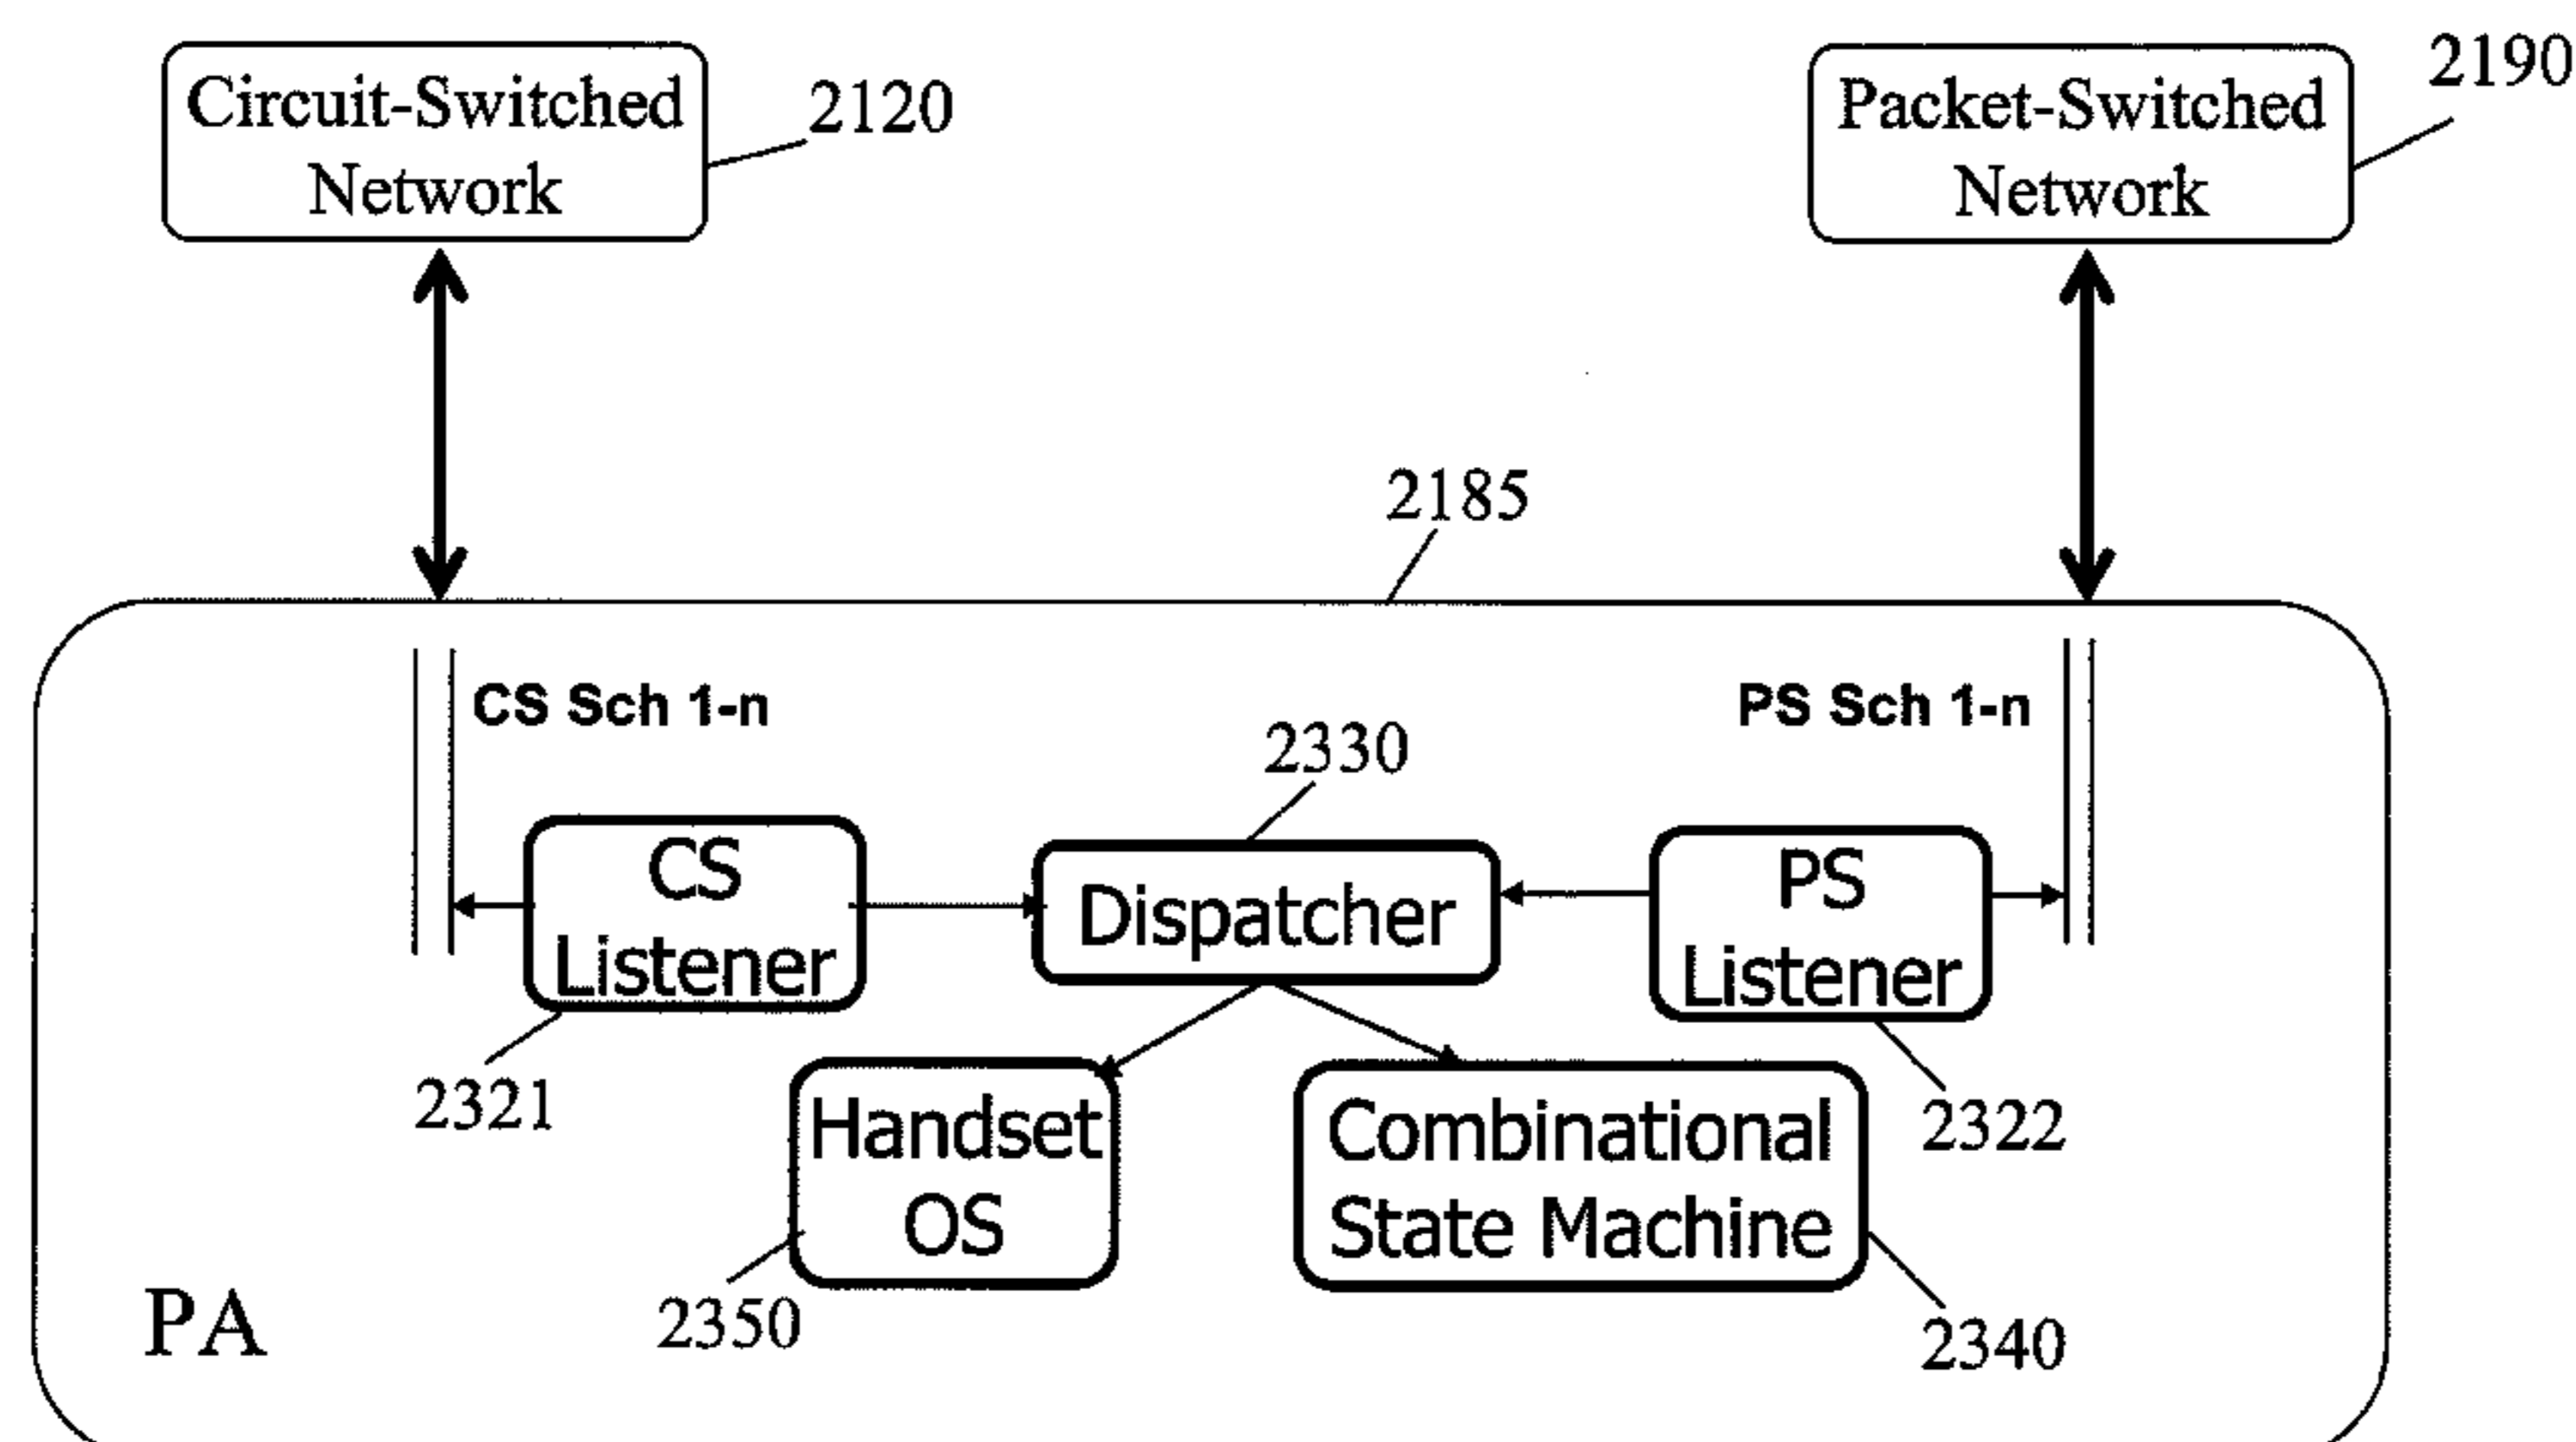 Circuit-Switched
Network
2120
Packet-Switched
Network
2190
2185
CS Sch 1-n
PS Sch 1-n
2330
CS
Listener
Dispatcher
PS
Listener
2321
Handset
OS
Combinational
State Machine
2322
2350
2340
PA